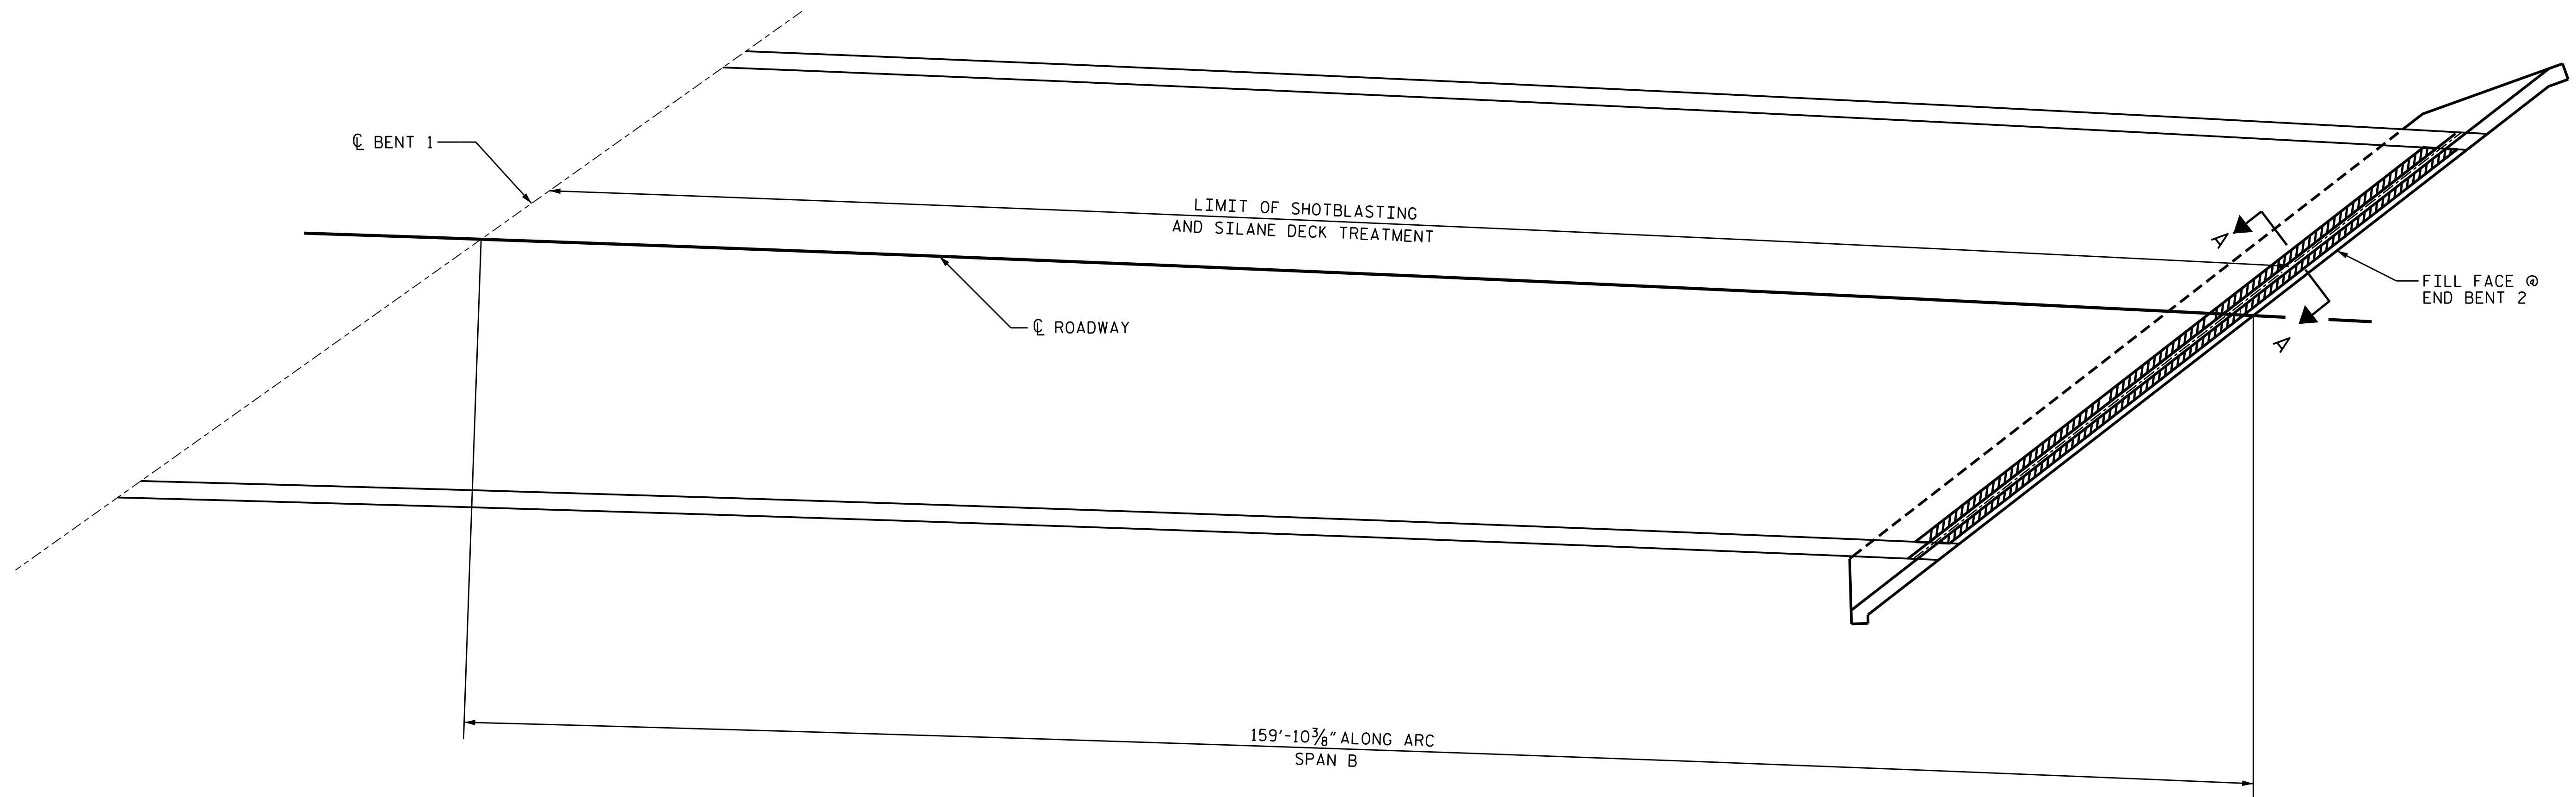 ℄ BENT 1
LIMIT OF SHOTBLASTING
AND SILANE DECK TREATMENT
A
FILL FACE @
END BENT 2
℄ ROADWAY
A
159'-10⅜" ALONG ARC
SPAN B